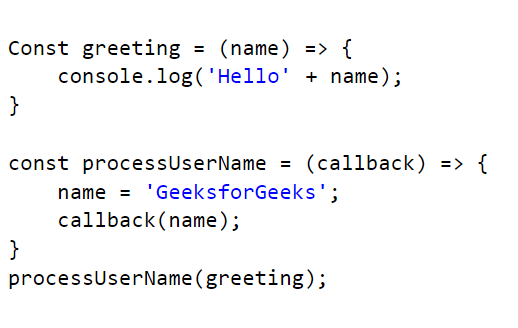 Const greeting = (name) => {
    console.log('Hello' + name);
}

const processUserName = (callback) => {
    name = 'GeeksforGeeks';
    callback(name);
}
processUserName(greeting);